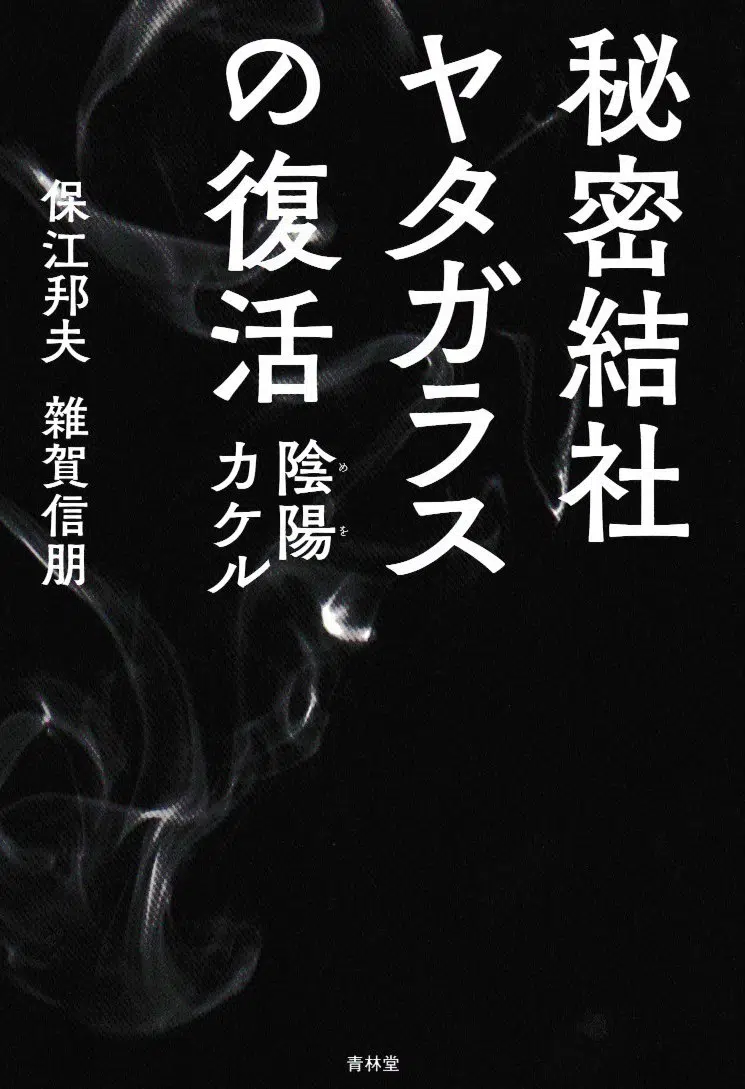 秘密結社
ヤタガラス
の復活
陰陽
めを
カケル
保江邦夫 雜賀信朋
青林堂